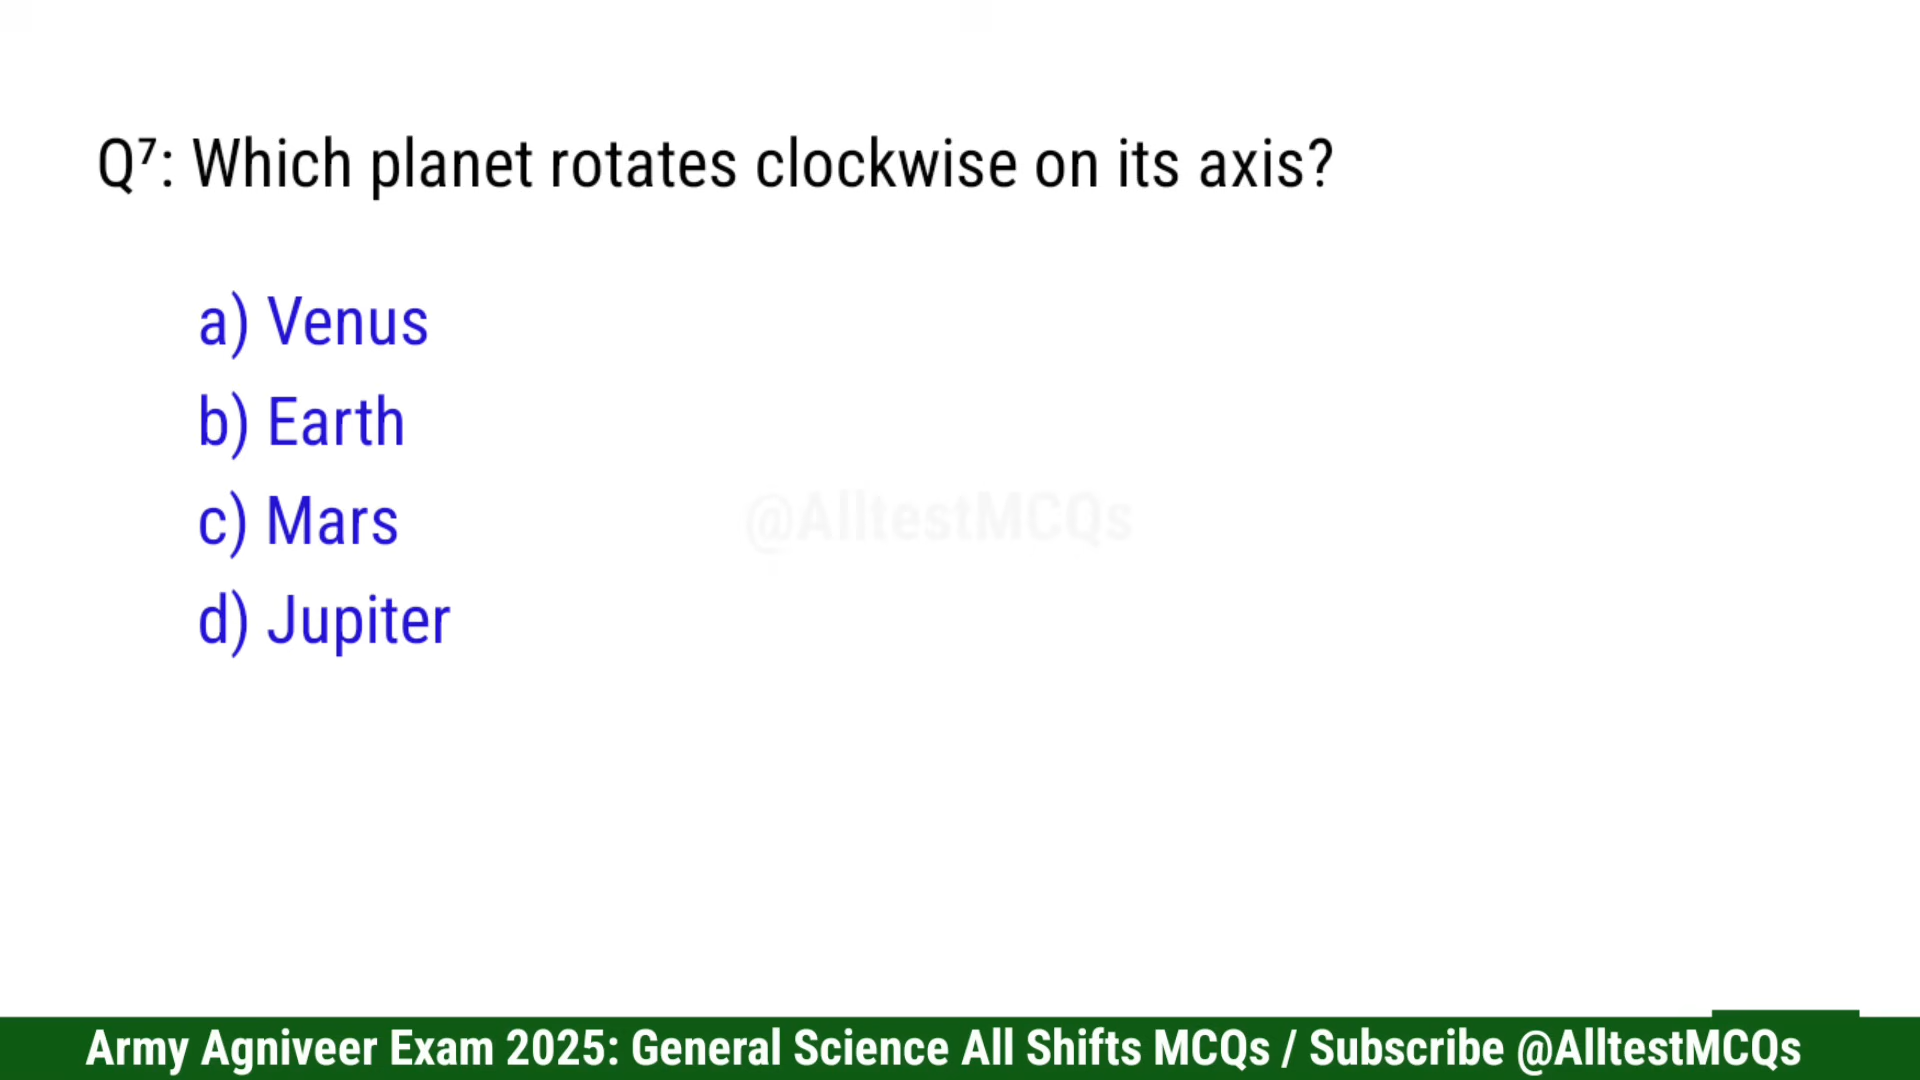 Q⁷: Which planet rotates clockwise on its axis?
a) Venus
b) Earth
c) Mars
d) Jupiter
@AlltestMCQs
Army Agniveer Exam 2025: General Science All Shifts MCQs / Subscribe @AlltestMCQs